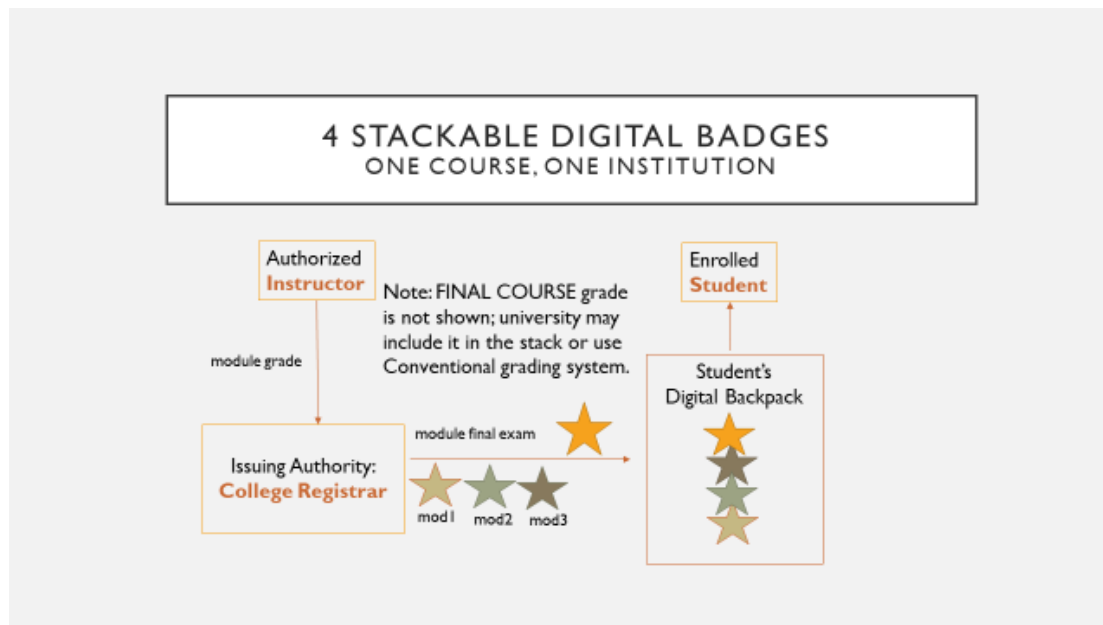 4 STACKABLE DIGITAL BADGES
ONE COURSE, ONE INSTITUTION
Authorized
Instructor
Note: FINAL COURSE grade
is not shown; university may
include it in the stack or use
Conventional grading system.
Enrolled
Student
module grade
Student's
Digital Backpack
Issuing Authority:
College Registrar
module final exam
mod1
mod2
mod3